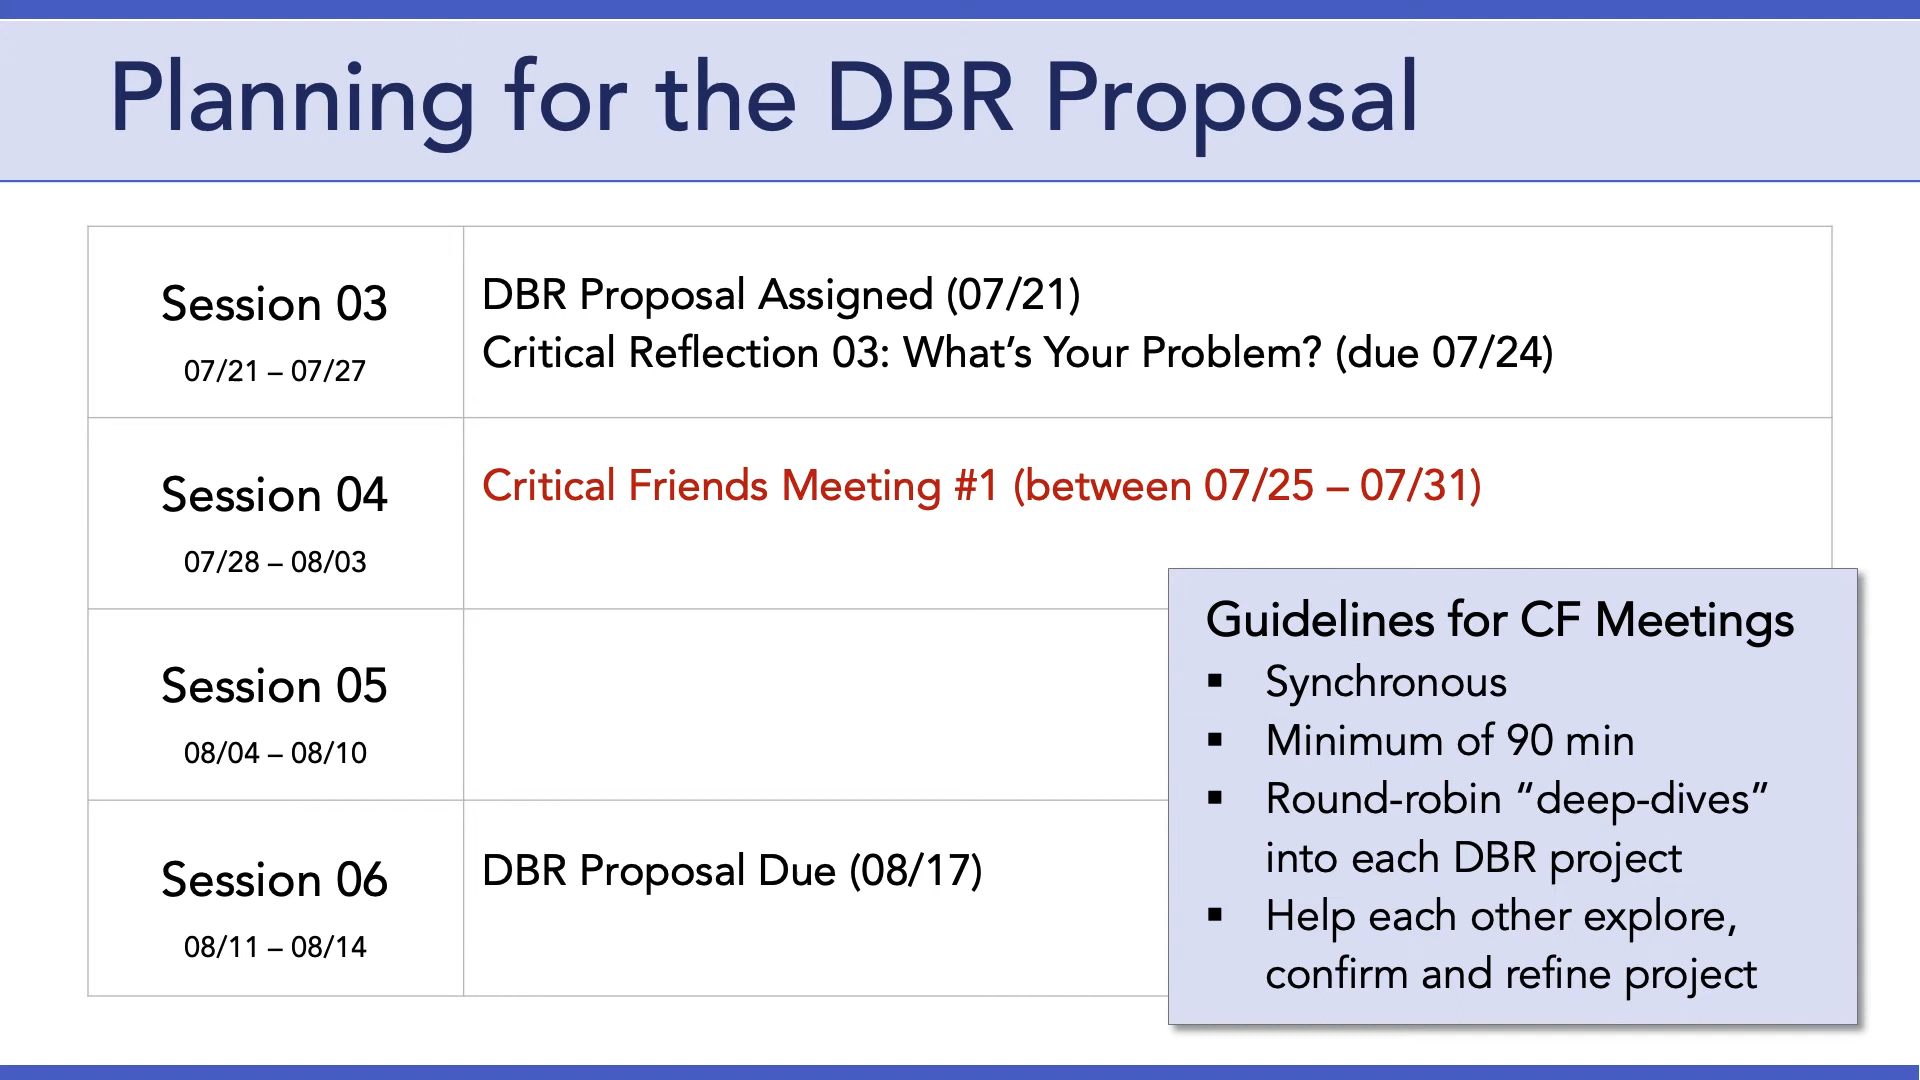 Planning for the DBR Proposal
Session 03
07/21 – 07/27
DBR Proposal Assigned (07/21)
Critical Reflection 03: What’s Your Problem? (due 07/24)
Session 04
07/28 – 08/03
Critical Friends Meeting #1 (between 07/25 – 07/31)
Session 05
08/04 – 08/10
Session 06
08/11 – 08/14
DBR Proposal Due (08/17)
Guidelines for CF Meetings
▪ Synchronous
▪ Minimum of 90 min
▪ Round-robin “deep-dives”
into each DBR project
▪ Help each other explore,
confirm and refine project